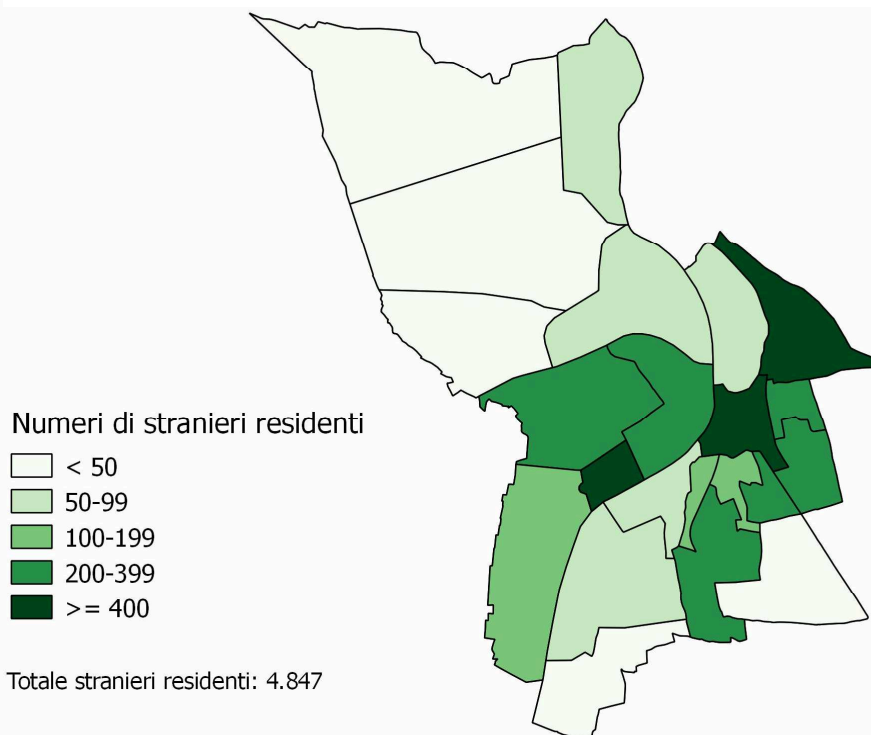 Numeri di stranieri residenti
< 50
50-99
100-199
200-399
>= 400
Totale stranieri residenti: 4.847